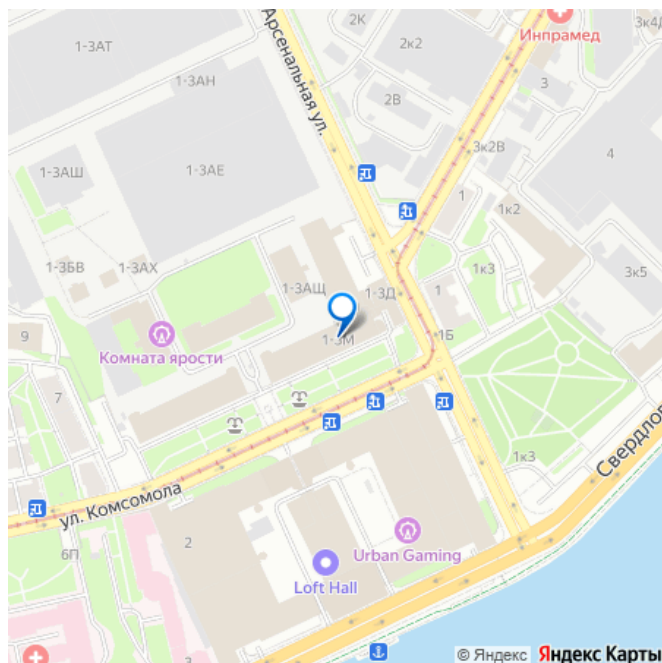 2К
Инпрамед
3к4Д
1-3АТ
2к2
1-3АН
3
Арсенальная ул.
2В
3к2В
4
1-3АЕ
1-3АШ
1
1к2
1-3БВ
1-3АХ
1к3
3к5
1-3АЩ
1-3Д
1
9
Комната ярости
1-3М
1Б
7
1к3
Свердлов
ул. Комсомола
6П
2
Urban Gaming
Loft Hall
3
© Яндекс Яндекс Карты